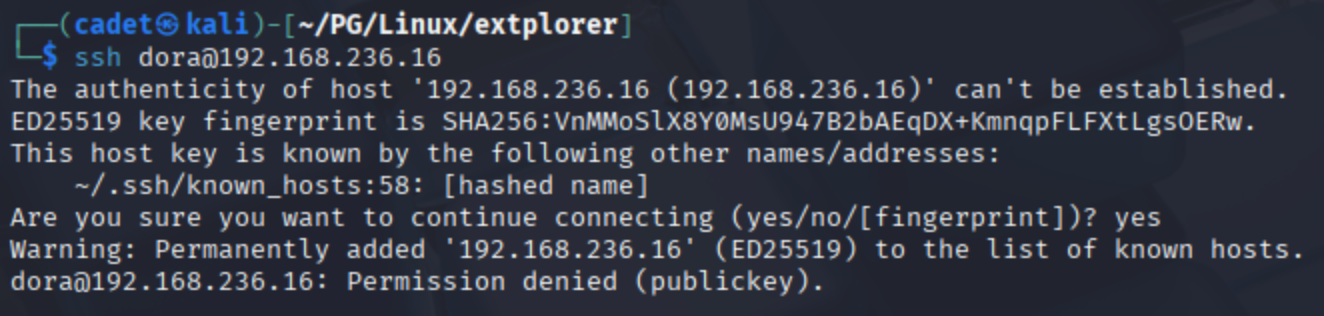 ┌──(cadet㉿kali)-[~/PG/Linux/extplorer]
└─$ ssh dora@192.168.236.16
The authenticity of host '192.168.236.16 (192.168.236.16)' can't be established.
ED25519 key fingerprint is SHA256:VnMMoSlX8Y0MsU947B2bAEqDX+KmnqpFLFXtLgsOERw.
This host key is known by the following other names/addresses:
    ~/.ssh/known_hosts:58: [hashed name]
Are you sure you want to continue connecting (yes/no/[fingerprint])? yes
Warning: Permanently added '192.168.236.16' (ED25519) to the list of known hosts.
dora@192.168.236.16: Permission denied (publickey).